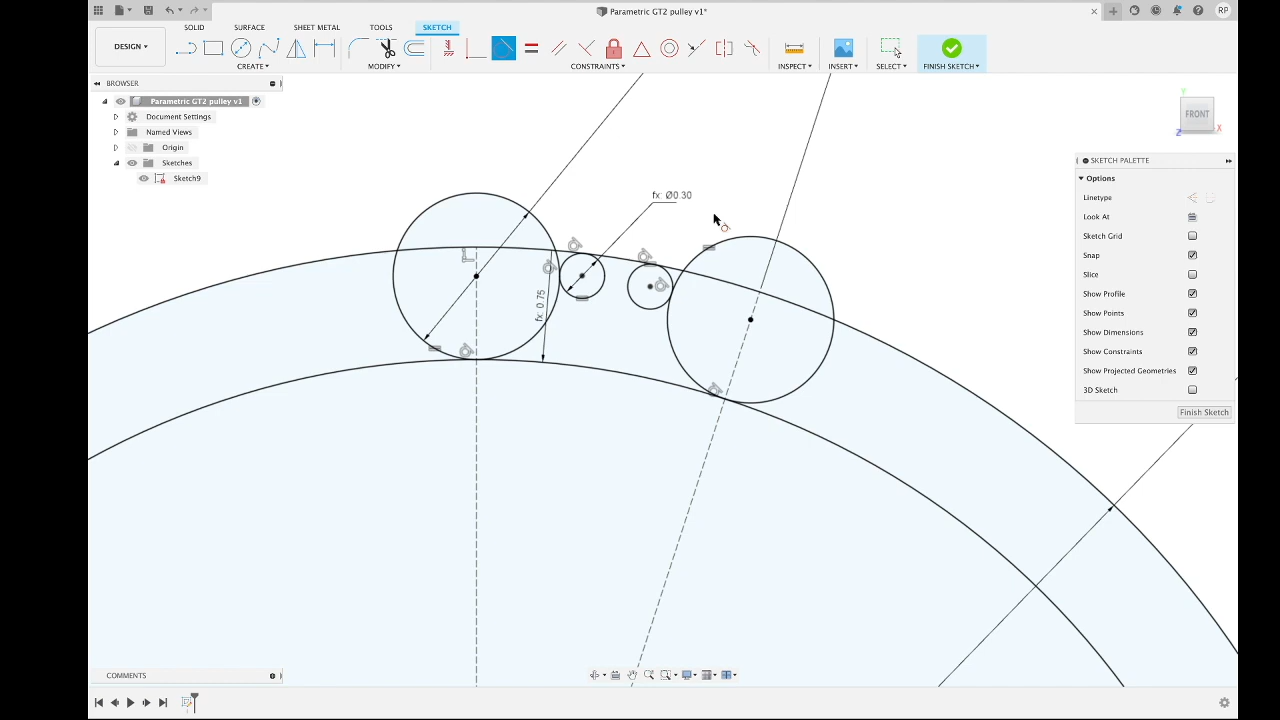 Parametric GT2 pulley v1*
RP
DESIGN
SOLID
SURFACE
SHEET METAL
TOOLS
SKETCH
CREATE
MODIFY
CONSTRAINTS
INSPECT
INSERT
SELECT
FINISH SKETCH
BROWSER
Parametric GT2 pulley v1
Document Settings
Named Views
Origin
Sketches
Sketch9
fx: Ø0.30
fx: 0.75
Y
FRONT
X
Z
SKETCH PALETTE
Options
Linetype
Look At
Sketch Grid
Snap
Slice
Show Profile
Show Points
Show Dimensions
Show Constraints
Show Projected Geometries
3D Sketch
Finish Sketch
COMMENTS